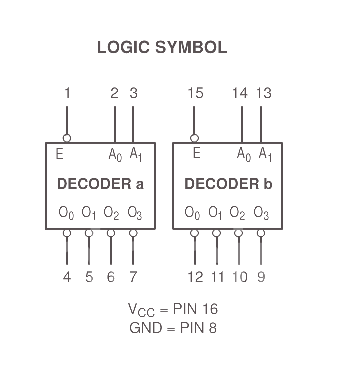 LOGIC SYMBOL
1 2 3 15 14 13
E A0 A1 E A0 A1
DECODER a DECODER b
O0 O1 O2 O3 O0 O1 O2 O3
4 5 6 7 12 11 10 9
VCC = PIN 16
GND = PIN 8